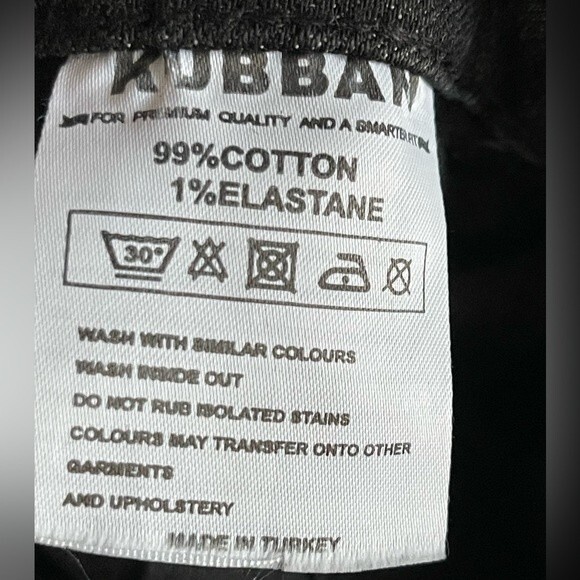 KUBBAN
FOR PREMIUM QUALITY AND A SMARTER FIT
99%COTTON
1%ELASTANE
30°
WASH WITH SIMILAR COLOURS
WASH INSIDE OUT
DO NOT RUB ISOLATED STAINS
COLOURS MAY TRANSFER ONTO OTHER
GARMENTS
AND UPHOLSTERY
MADE IN TURKEY